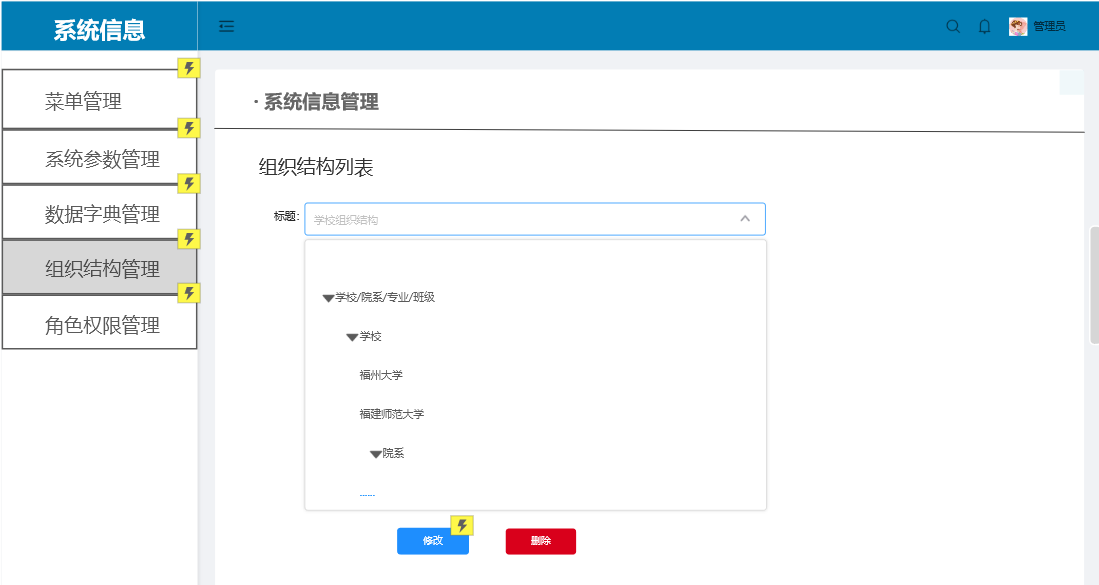 系统信息
管理员
菜单管理
系统参数管理
数据字典管理
组织结构管理
角色权限管理
· 系统信息管理
组织结构列表
标题:
学校组织结构
学校/院系/专业/班级
学校
福州大学
福建师范大学
院系
......
修改
删除